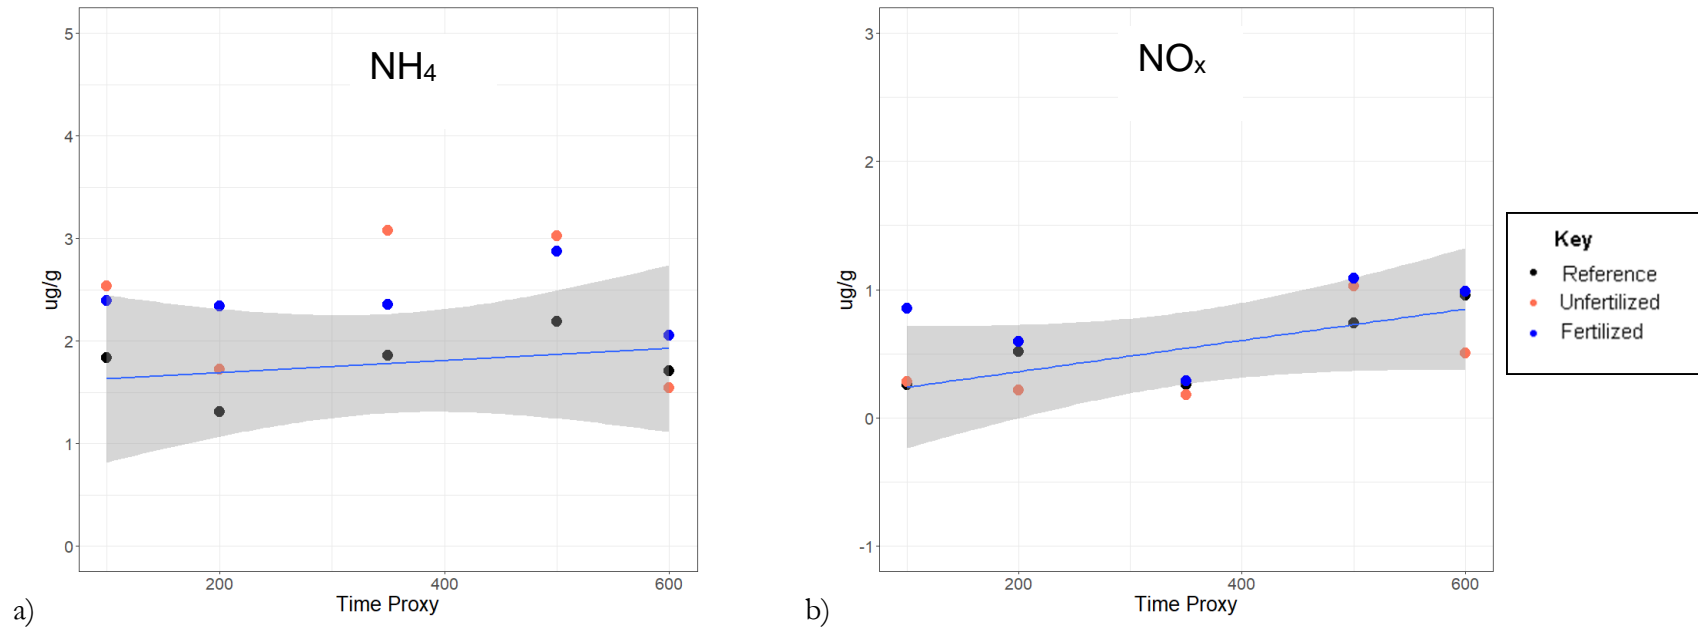 NH₄
5
4
3
2
1
0
ug/g
200 400 600
Time Proxy
a)
NOₓ
3
2
1
0
-1
ug/g
200 400 600
Time Proxy
b)
Key
Reference
Unfertilized
Fertilized